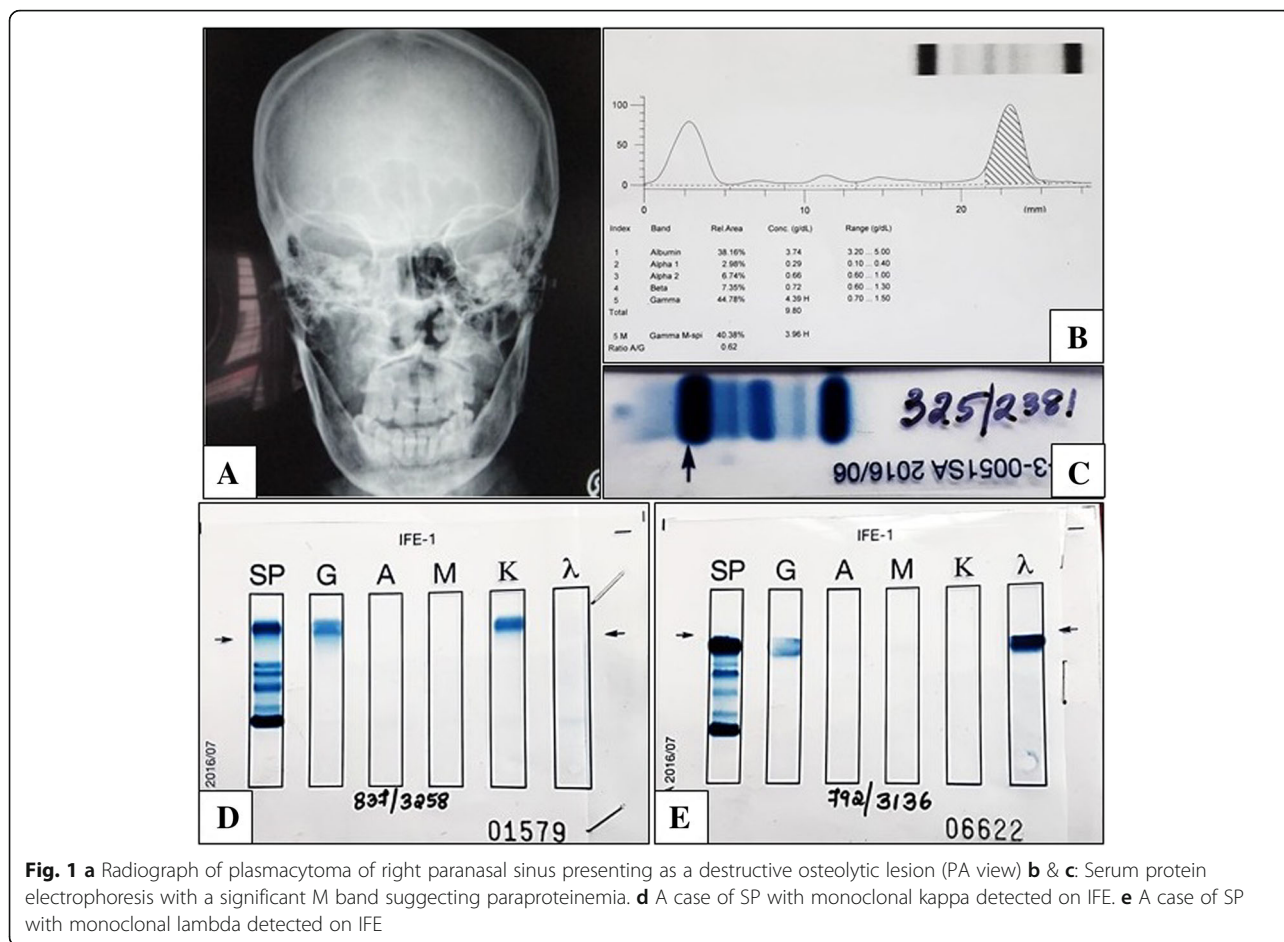 A
100
50
0
0 10 20 (mm)
Index Band Rel.Area Conc. (g/dL) Range (g/dL)
1 Albumin 38.16% 3.74 3.20 ... 5.00
2 Alpha 1 2.98% 0.29 0.10 ... 0.40
3 Alpha 2 6.74% 0.66 0.60 ... 1.00
4 Beta 7.35% 0.72 0.60 ... 1.30
5 Gamma 44.78% 4.39 H 0.70 ... 1.50
Total 9.80
5 M Gamma M-spi 40.38% 3.96 H
Ratio A/G 0.62
B
325/2381
3-0051SA 2016/06
C
IFE-1
SP G A M K λ
2016/07
837/3258
01579
D
IFE-1
SP G A M K λ
A 2016/07
792/3136
06622
E
Fig. 1 a Radiograph of plasmacytoma of right paranasal sinus presenting as a destructive osteolytic lesion (PA view) b & c: Serum protein
electrophoresis with a significant M band suggesting paraproteinemia. d A case of SP with monoclonal kappa detected on IFE. e A case of SP
with monoclonal lambda detected on IFE